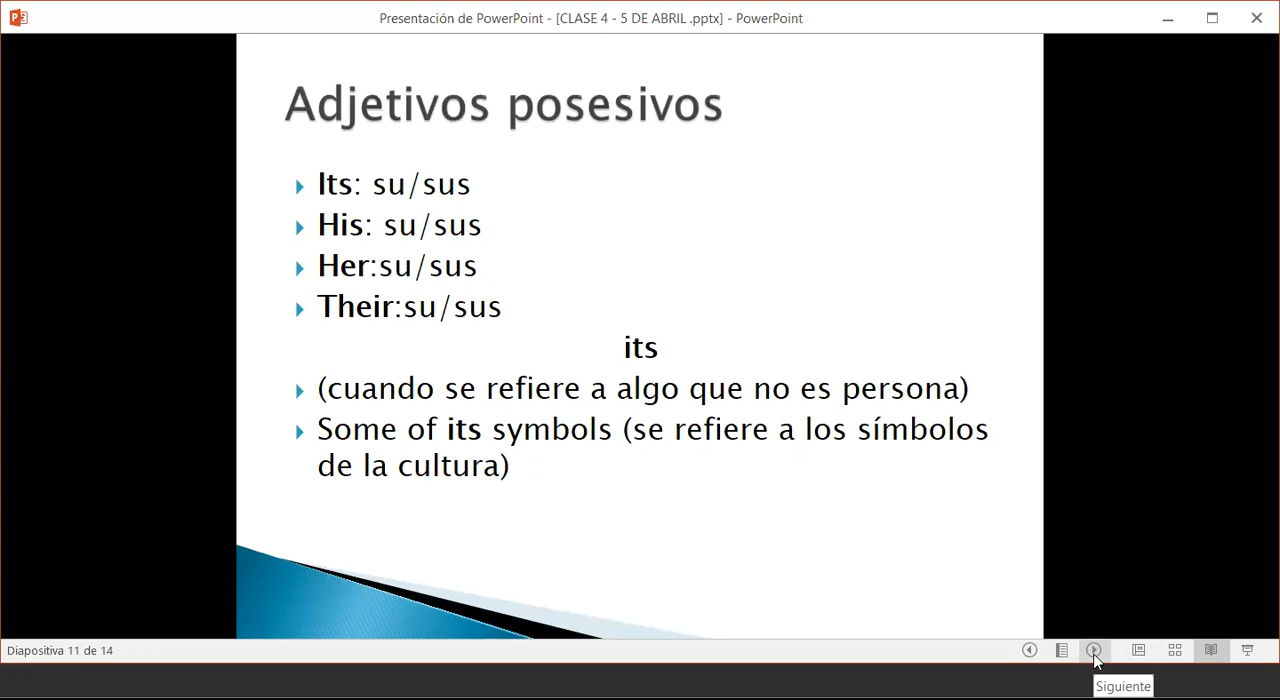 Presentación de PowerPoint - [CLASE 4 - 5 DE ABRIL .pptx] - PowerPoint
Adjetivos posesivos
Its: su/sus
His: su/sus
Her:su/sus
Their:su/sus
its
(cuando se refiere a algo que no es persona)
Some of its symbols (se refiere a los símbolos
de la cultura)
Diapositiva 11 de 14
Siguiente